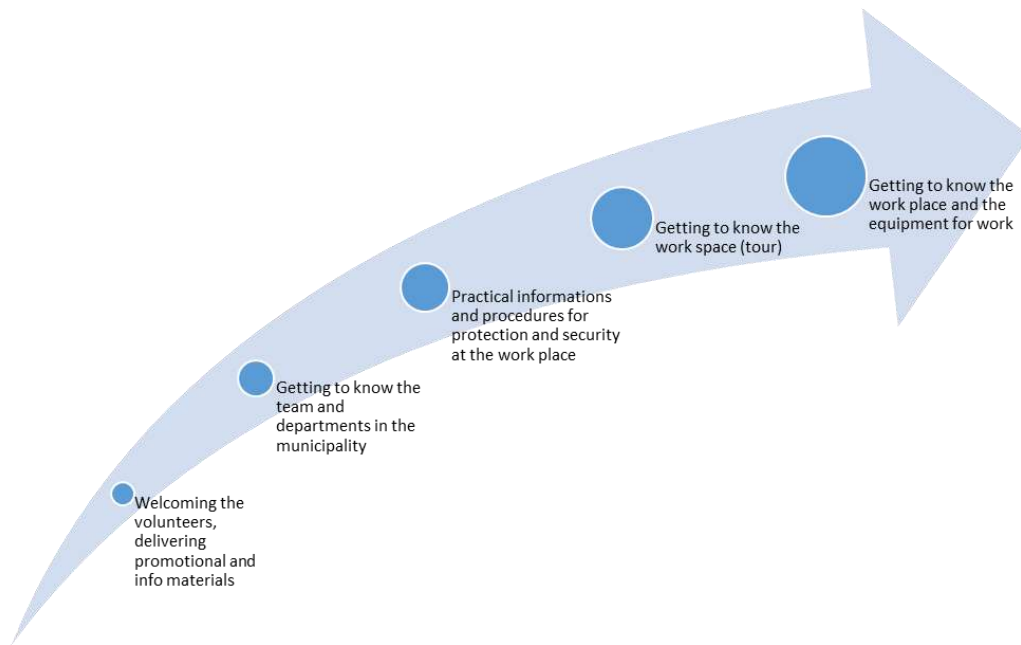 Welcoming the
volunteers,
delivering
promotional and
info materials
Getting to know the
team and
departments in the
municipality
Practical informations
and procedures for
protection and security
at the work place
Getting to know the
work space (tour)
Getting to know the
work place and the
equipment for work